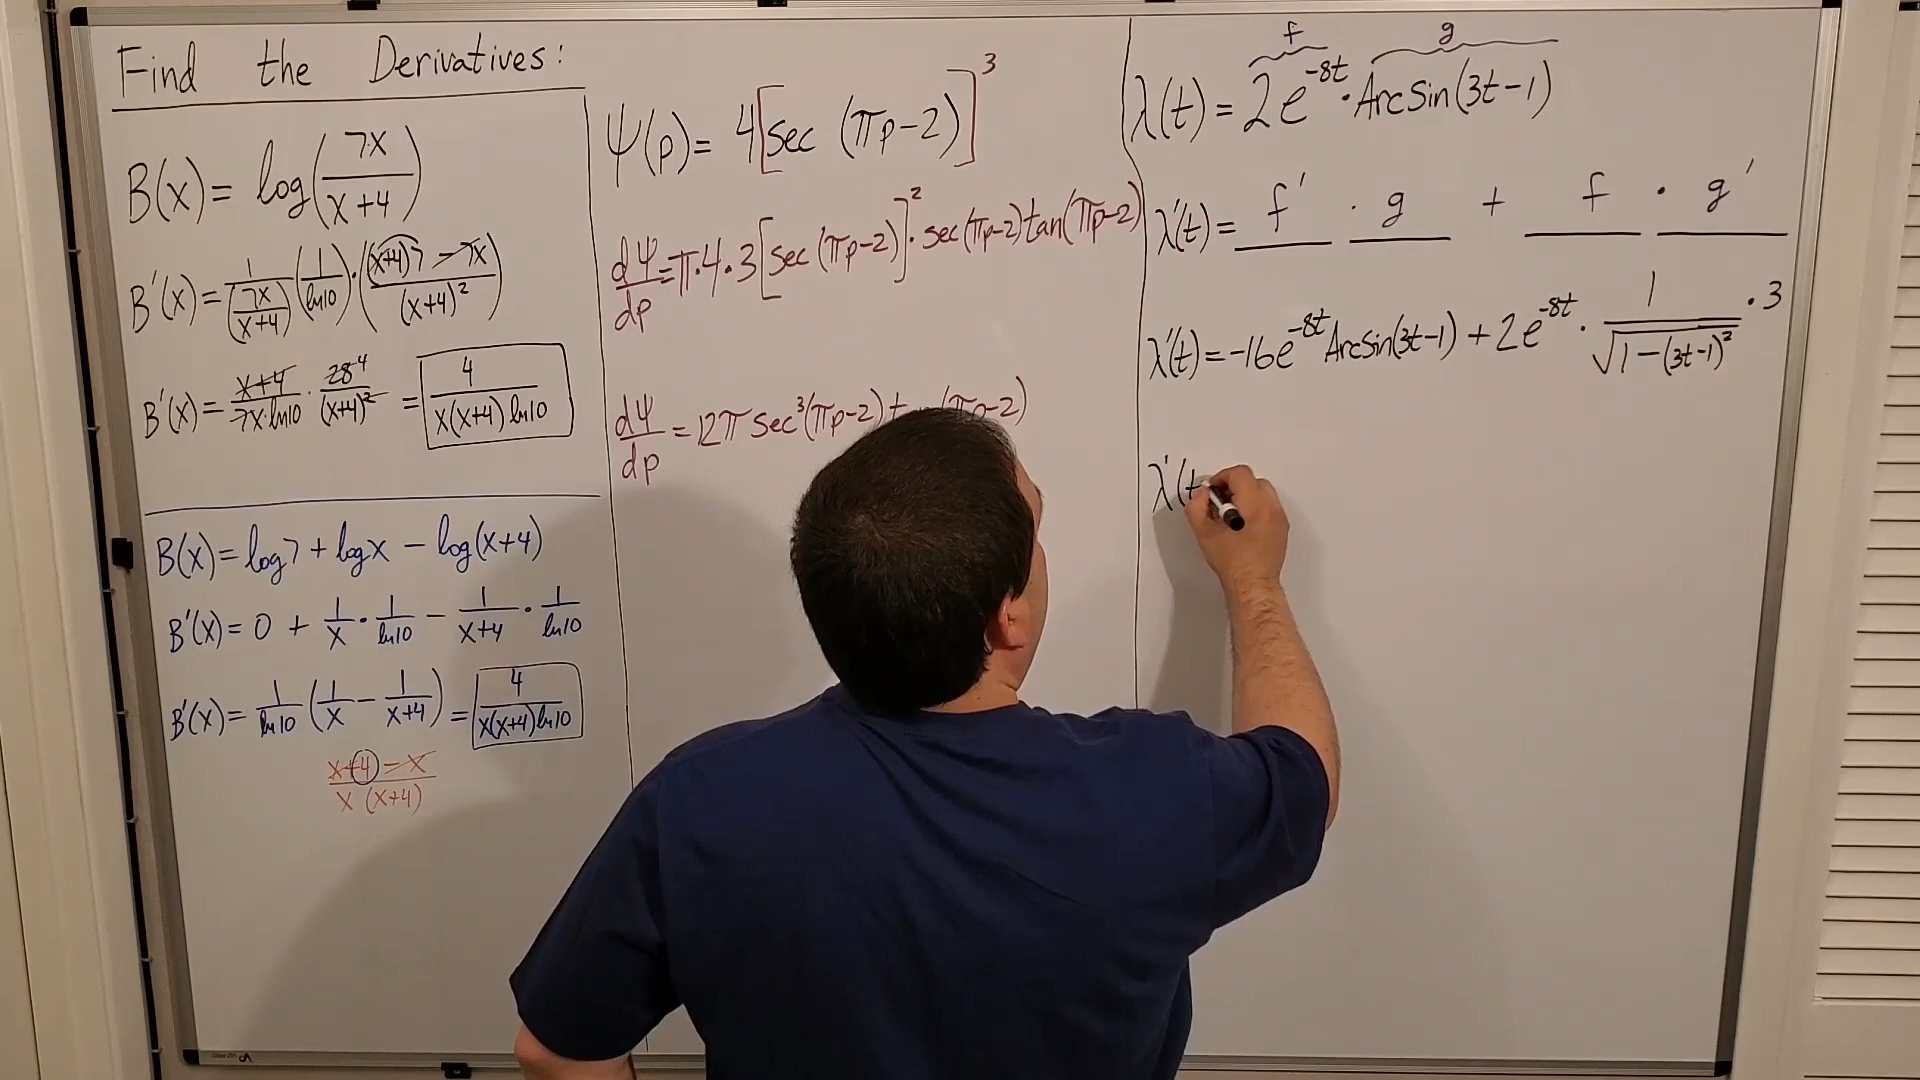 Find the Derivatives:
B(x) = log(7x/(x+4))
B'(x) = 1/(7x/(x+4)) (1/ln10) · ((x+4)7 − 7x)/(x+4)²
B'(x) = (x+4)/(7x·ln10) · 28 4/(x+4)² = 4/(x(x+4)ln10)
B(x) = log7 + logx − log(x+4)
B'(x) = 0 + 1/x · 1/ln10 − 1/(x+4) · 1/ln10
B'(x) = 1/ln10 (1/x − 1/(x+4)) = 4/(x(x+4)ln10)
(x+4 − x)/(x (x+4))
Ψ(p) = 4[sec (πp−2)]³
dΨ/dp = π·4·3[sec(πp−2)]² · sec(πp−2)tan(πp−2)
dΨ/dp = 12π sec³(πp−2)t (πp−2)
f g
λ(t) = 2e^(−8t) · ArcSin(3t−1)
λ'(t) = f' · g + f · g'
λ'(t) = −16e^(−8t) ArcSin(3t−1) + 2e^(−8t) · 1/√(1−(3t−1)²) · 3
λ'(t